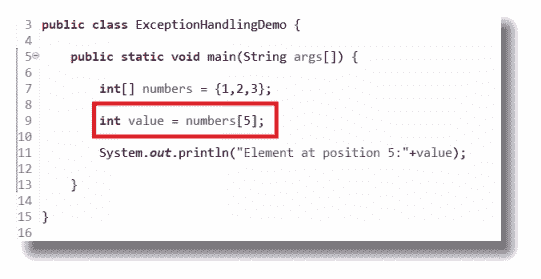 3 public class ExceptionHandlingDemo {
4
5 public static void main(String args[]) {
6
7 int[] numbers = {1,2,3};
8
9 int value = numbers[5];
10
11 System.out.println("Element at position 5:"+value);
12
13 }
14
15 }
16